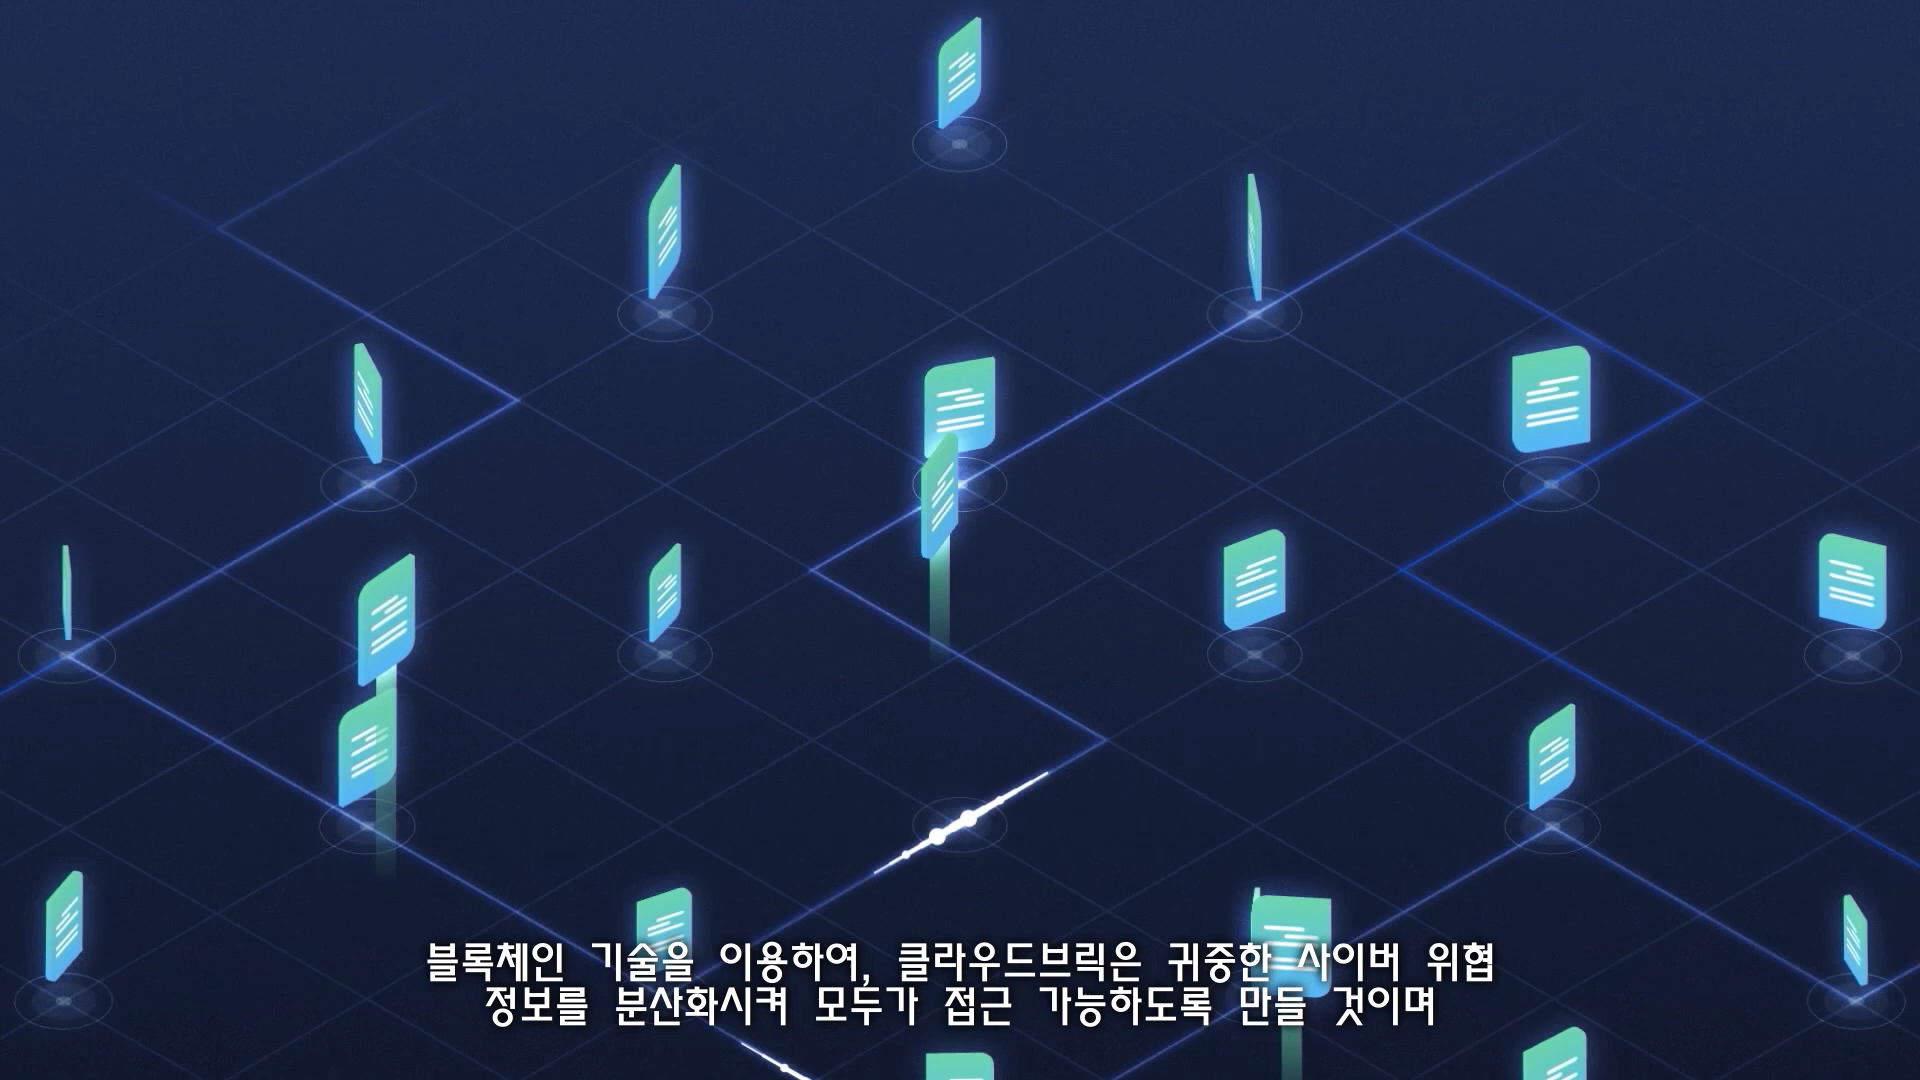 블록체인 기술을 이용하여, 클라우드브릭은 귀중한 사이버 위협
정보를 분산화시켜 모두가 접근 가능하도록 만들 것이며